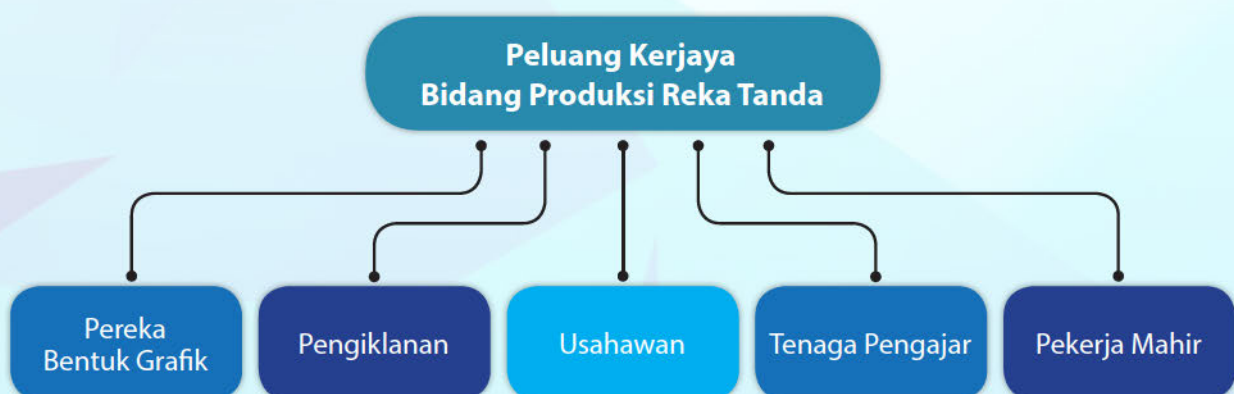 Peluang Kerjaya
Bidang Produksi Reka Tanda
Pereka
Bentuk Grafik
Pengiklanan
Usahawan
Tenaga Pengajar
Pekerja Mahir